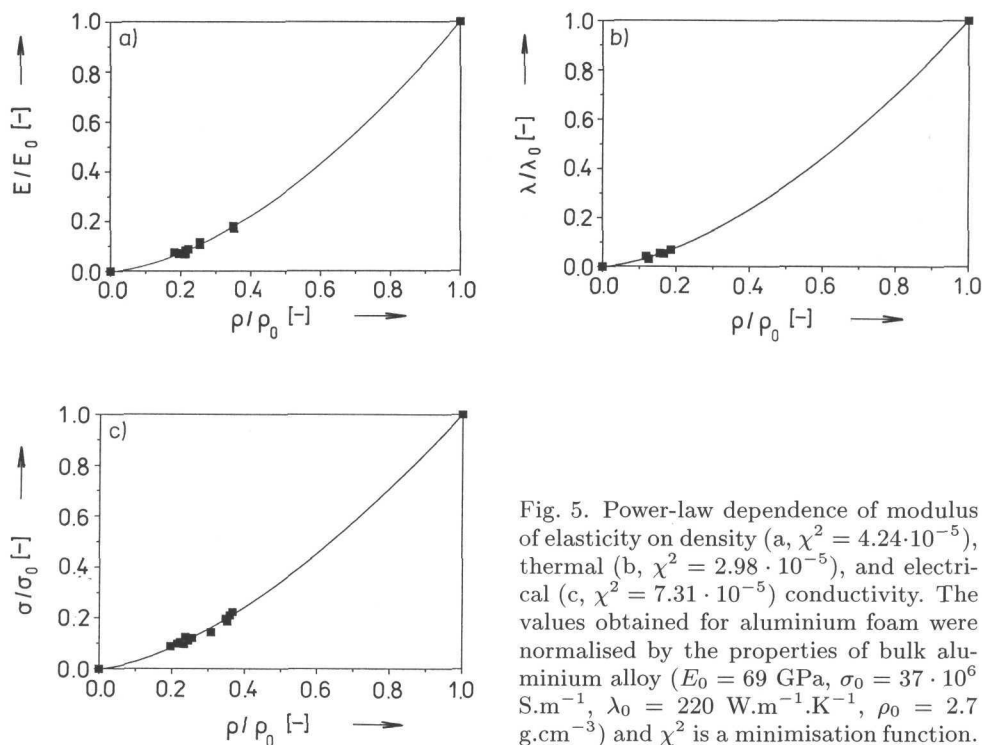 a)
1.0
0.8
0.6
0.4
0.2
0.0
E/E₀ [-]
0.0 0.2 0.4 0.6 0.8 1.0
ρ/ρ₀ [-]
b)
1.0
0.8
0.6
0.4
0.2
0.0
λ/λ₀ [-]
0.0 0.2 0.4 0.6 0.8 1.0
ρ/ρ₀ [-]
c)
1.0
0.8
0.6
0.4
0.2
0.0
σ/σ₀ [-]
0.0 0.2 0.4 0.6 0.8 1.0
ρ/ρ₀ [-]
Fig. 5. Power-law dependence of modulus
of elasticity on density (a, χ² = 4.24·10⁻⁵),
thermal (b, χ² = 2.98 · 10⁻⁵), and electri-
cal (c, χ² = 7.31 · 10⁻⁵) conductivity. The
values obtained for aluminium foam were
normalised by the properties of bulk alu-
minium alloy (E₀ = 69 GPa, σ₀ = 37 · 10⁶
S.m⁻¹, λ₀ = 220 W.m⁻¹.K⁻¹, ρ₀ = 2.7
g.cm⁻³) and χ² is a minimisation function.